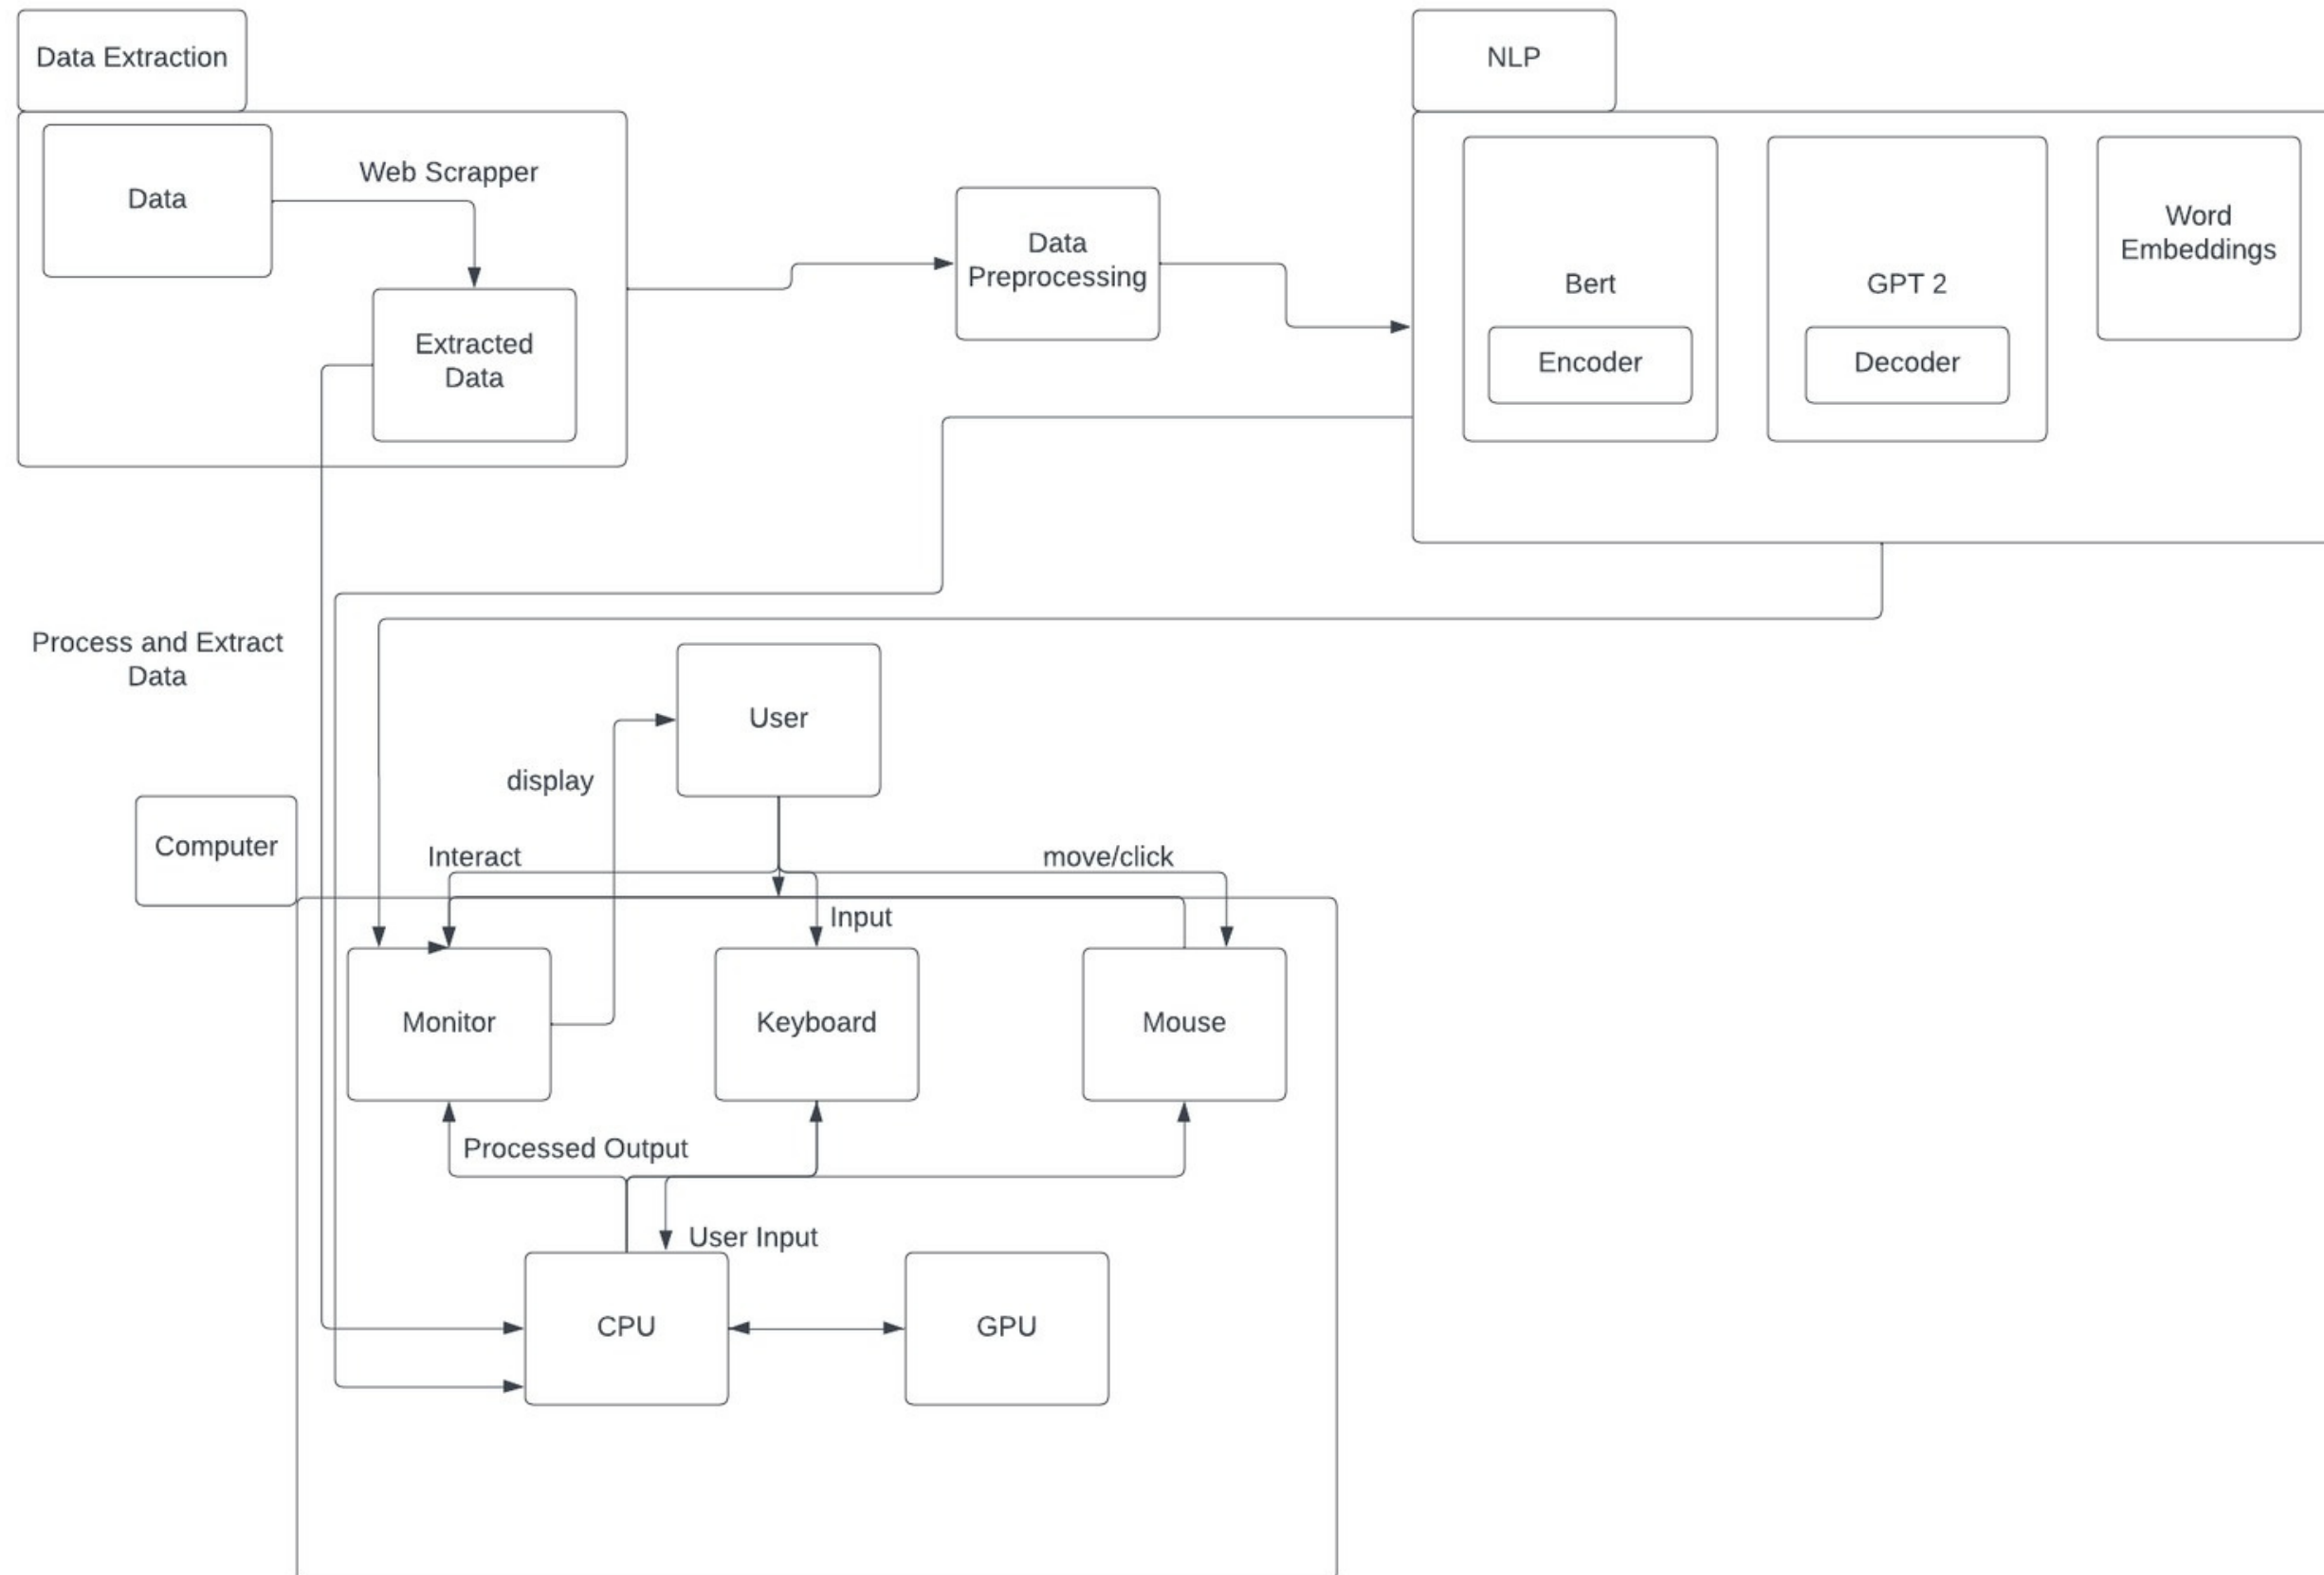 Data Extraction
NLP
Data
Web Scrapper
Extracted
Data
Data
Preprocessing
Bert
Encoder
GPT 2
Decoder
Word
Embeddings
Process and Extract
Data
User
display
Computer
Interact
move/click
Input
Monitor
Keyboard
Mouse
Processed Output
User Input
CPU
GPU